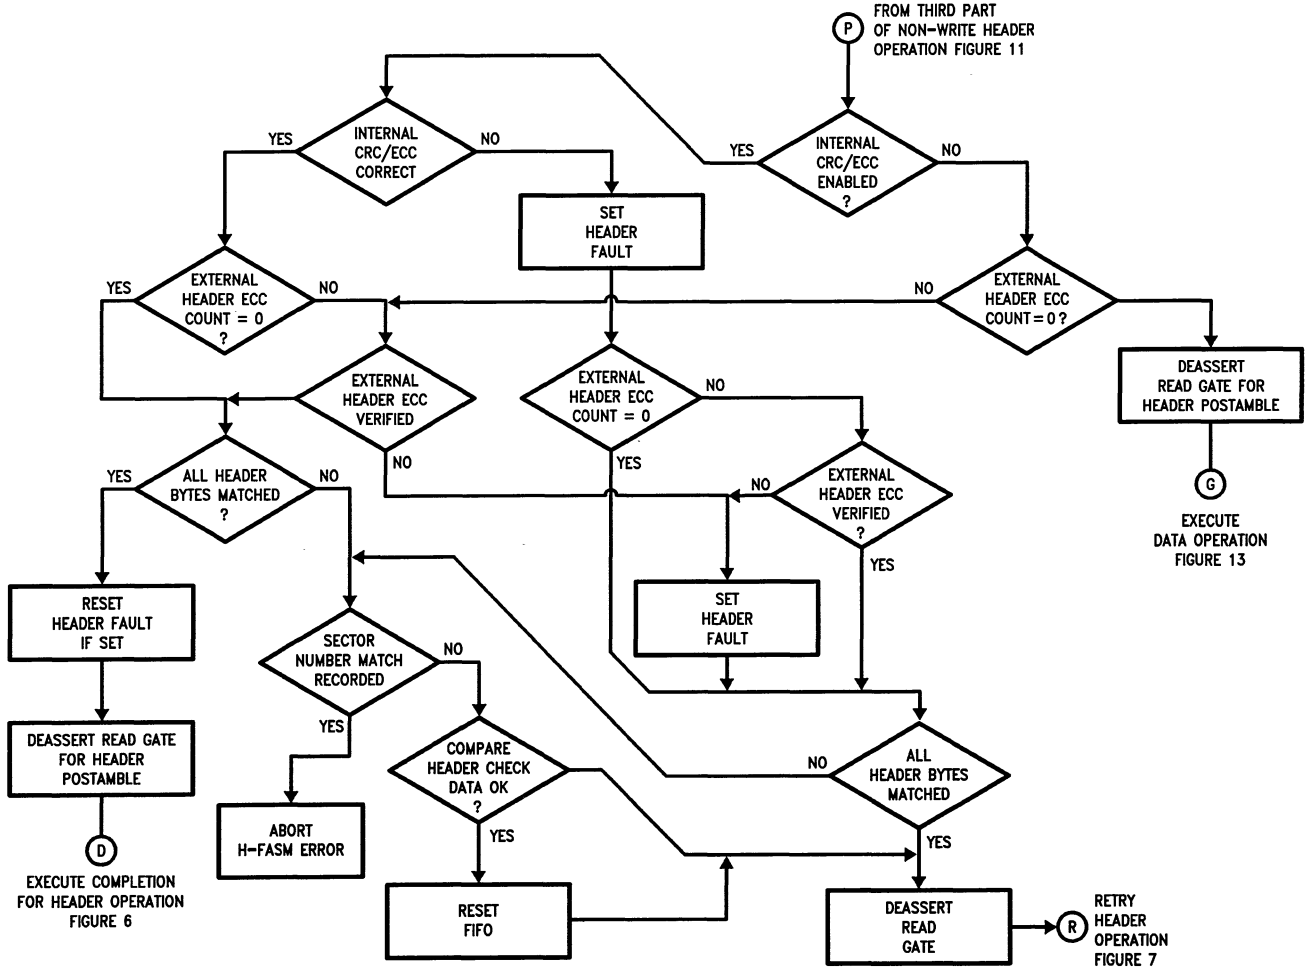 P
FROM THIRD PART
OF NON-WRITE HEADER
OPERATION FIGURE 11
INTERNAL
CRC/ECC
CORRECT
YES
NO
INTERNAL
CRC/ECC
ENABLED
?
YES
NO
SET
HEADER
FAULT
EXTERNAL
HEADER ECC
COUNT = 0
?
YES
NO
EXTERNAL
HEADER ECC
COUNT=0?
NO
EXTERNAL
HEADER ECC
VERIFIED
NO
EXTERNAL
HEADER ECC
COUNT = 0
NO
YES
DEASSERT
READ GATE FOR
HEADER POSTAMBLE
G
EXECUTE
DATA OPERATION
FIGURE 13
ALL HEADER
BYTES MATCHED
?
YES
NO
EXTERNAL
HEADER ECC
VERIFIED
?
NO
YES
RESET
HEADER FAULT
IF SET
SET
HEADER
FAULT
SECTOR
NUMBER MATCH
RECORDED
NO
YES
DEASSERT READ GATE
FOR HEADER
POSTAMBLE
COMPARE
HEADER CHECK
DATA OK
?
YES
ALL
HEADER BYTES
MATCHED
NO
YES
ABORT
H-FASM ERROR
D
EXECUTE COMPLETION
FOR HEADER OPERATION
FIGURE 6
RESET
FIFO
DEASSERT
READ
GATE
R
RETRY
HEADER
OPERATION
FIGURE 7